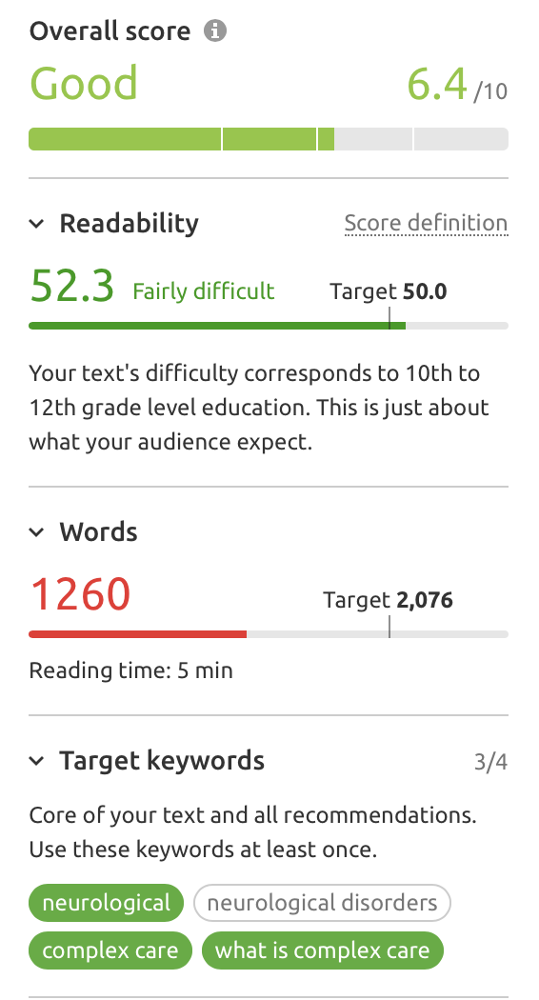 Overall score
Good 6.4 /10
Readability Score definition
52.3 Fairly difficult Target 50.0
Your text's difficulty corresponds to 10th to
12th grade level education. This is just about
what your audience expect.
Words
1260 Target 2,076
Reading time: 5 min
Target keywords 3/4
Core of your text and all recommendations.
Use these keywords at least once.
neurological neurological disorders
complex care what is complex care